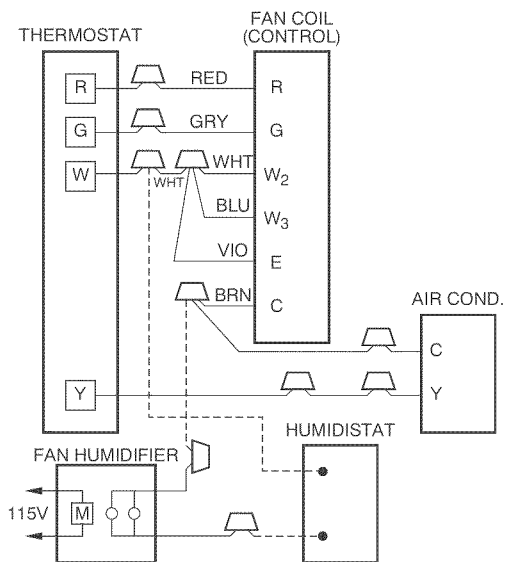 FAN COIL
(CONTROL)
THERMOSTAT
R
RED
R
G
GRY
G
W
WHT
WHT
W2
BLU
W3
VIO
E
BRN
C
AIR COND.
C
Y
Y
HUMIDISTAT
FAN HUMIDIFIER
115V
M